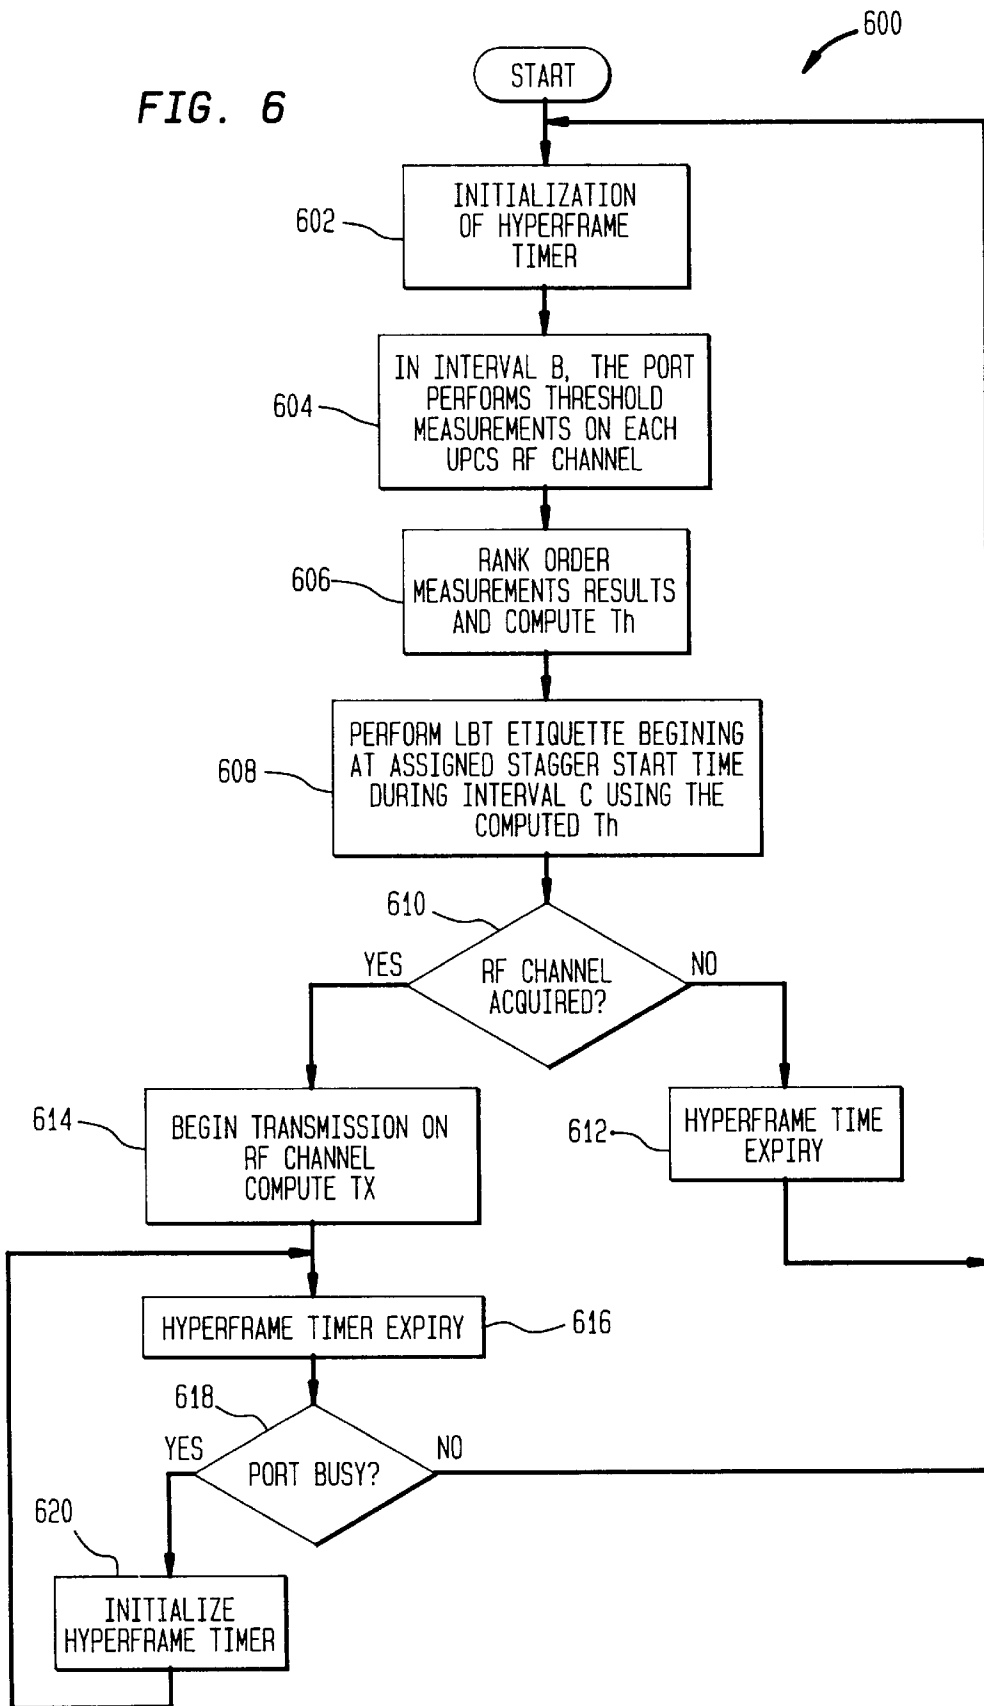 600
FIG. 6
START
602
INITIALIZATION
OF HYPERFRAME
TIMER
604
IN INTERVAL B, THE PORT
PERFORMS THRESHOLD
MEASUREMENTS ON EACH
UPCS RF CHANNEL
606
RANK ORDER
MEASUREMENTS RESULTS
AND COMPUTE Th
608
PERFORM LBT ETIQUETTE BEGINING
AT ASSIGNED STAGGER START TIME
DURING INTERVAL C USING THE
COMPUTED Th
610
YES
RF CHANNEL
ACQUIRED?
NO
614
BEGIN TRANSMISSION ON
RF CHANNEL
COMPUTE TX
612
HYPERFRAME TIME
EXPIRY
HYPERFRAME TIMER EXPIRY
616
618
YES
PORT BUSY?
NO
620
INITIALIZE
HYPERFRAME TIMER